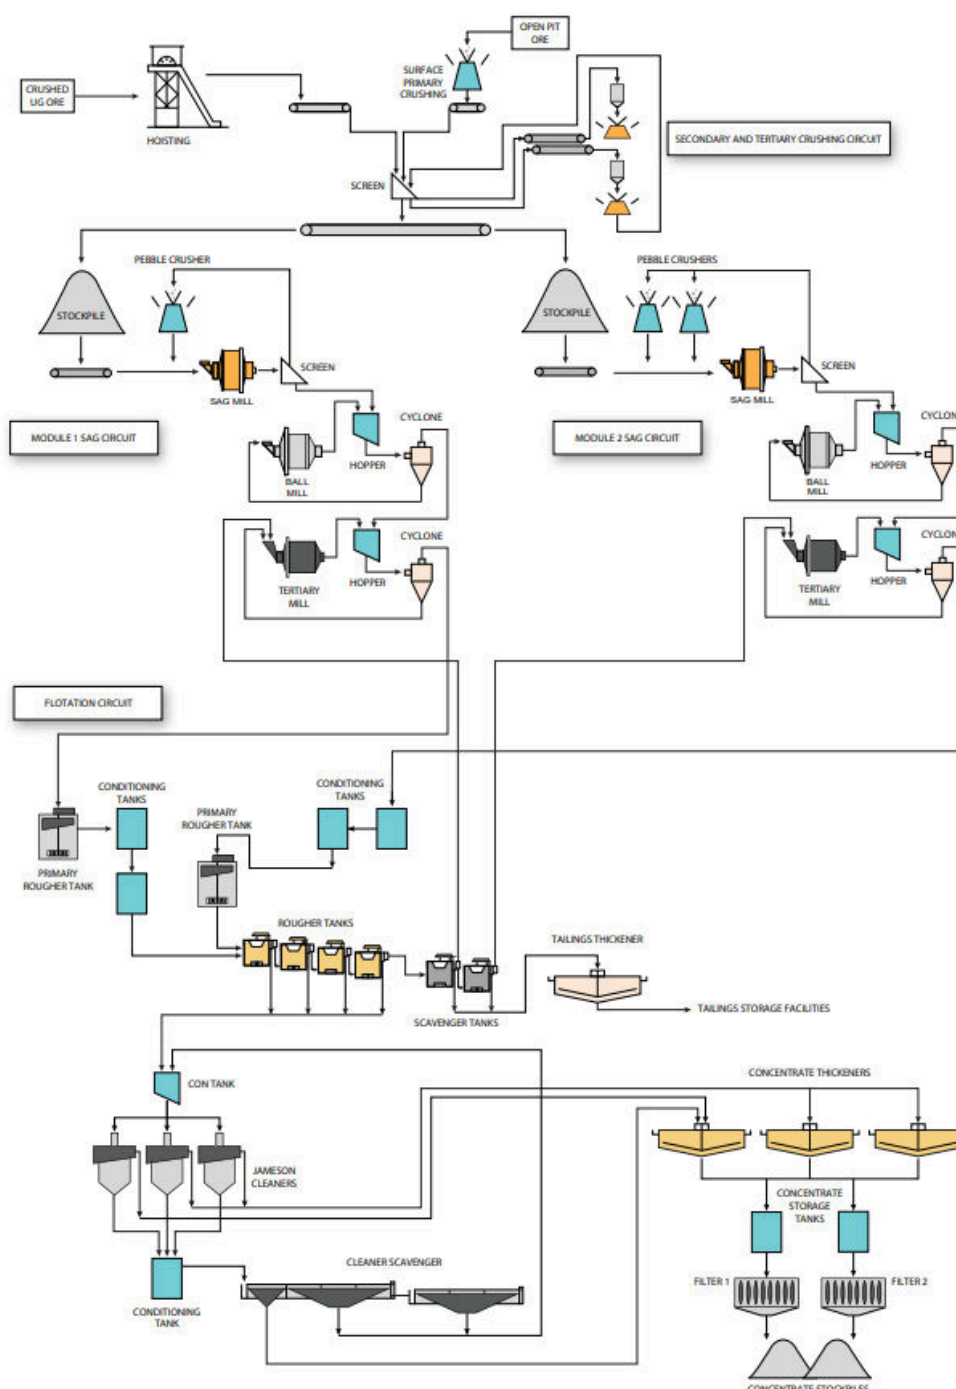 OPEN PIT
ORE
CRUSHED
UG ORE
HOISTING
SURFACE
PRIMARY
CRUSHING
SECONDARY AND TERTIARY CRUSHING CIRCUIT
SCREEN
PEBBLE CRUSHER
PEBBLE CRUSHERS
STOCKPILE
STOCKPILE
SCREEN
SCREEN
SAG MILL
SAG MILL
MODULE 1 SAG CIRCUIT
CYCLONE
MODULE 2 SAG CIRCUIT
CYCLON
BALL
MILL
HOPPER
BALL
MILL
HOPPER
CYCLONE
CYCLON
TERTIARY
MILL
HOPPER
TERTIARY
MILL
HOPPER
FLOTATION CIRCUIT
CONDITIONING
TANKS
CONDITIONING
TANKS
PRIMARY
ROUGHER TANK
PRIMARY
ROUGHER TANK
ROUGHER TANKS
TAILINGS THICKENER
SCAVENGER TANKS
TAILINGS STORAGE FACILITIES
CON TANK
CONCENTRATE THICKENERS
JAMESON
CLEANERS
CONCENTRATE
STORAGE
TANKS
CLEANER SCAVENGER
FILTER 1
FILTER 2
CONDITIONING
TANK
CONCENTRATE STOCKPILES